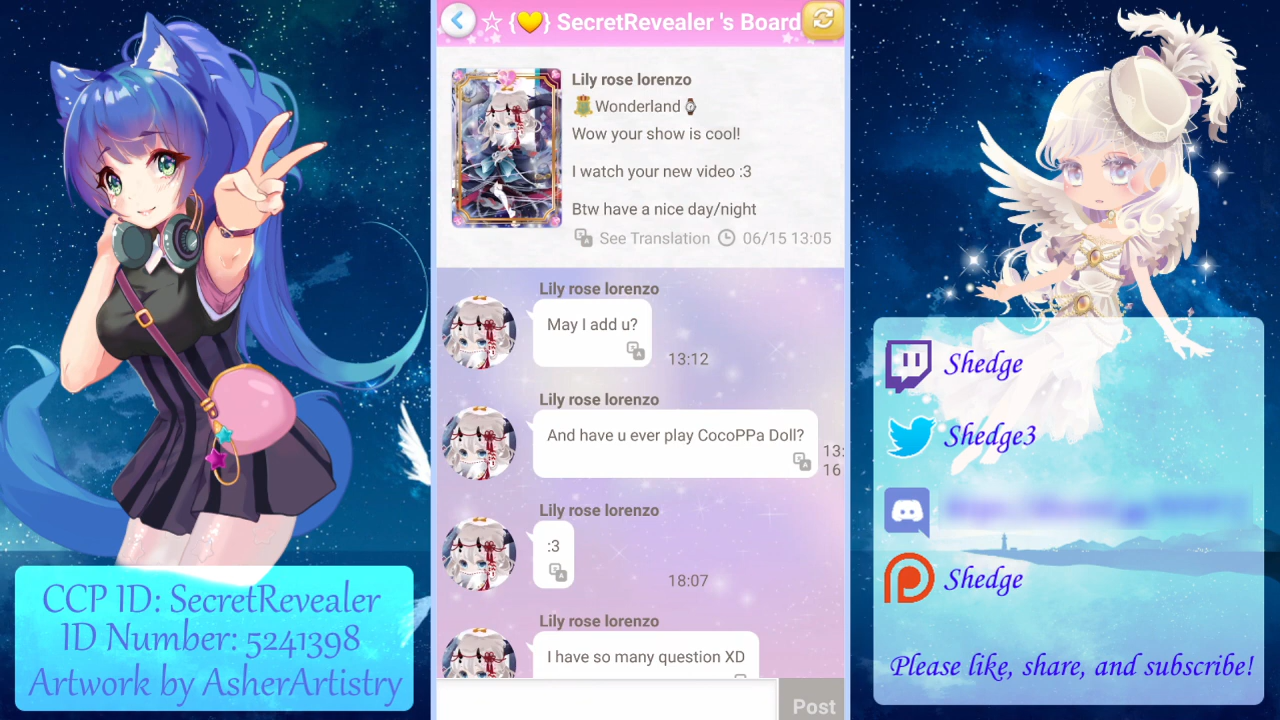 ☆ {💛} SecretRevealer 's Board
Lily rose lorenzo
Wonderland
Wow your show is cool!
I watch your new video :3
Btw have a nice day/night
See Translation 06/15 13:05
Lily rose lorenzo
May I add u?
13:12
Lily rose lorenzo
And have u ever play CocoPPa Doll?
13:
16
Lily rose lorenzo
:3
18:07
Lily rose lorenzo
I have so many question XD
Post
CCP ID: SecretRevealer
ID Number: 5241398
Artwork by AsherArtistry
Shedge
Shedge3
Shedge
Please like, share, and subscribe!